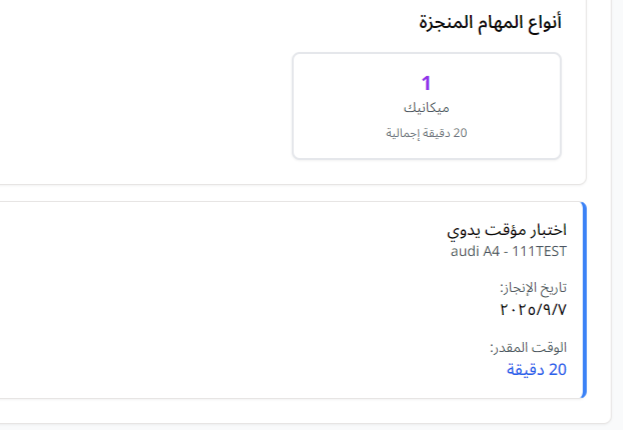 أنواع المهام المنجزة
1
ميكانيك
20 دقيقة إجمالية
اختبار مؤقت يدوي
audi A4 - 111TEST
تاريخ الإنجاز:
٢٠٢٥/٩/٧
الوقت المقدر:
20 دقيقة